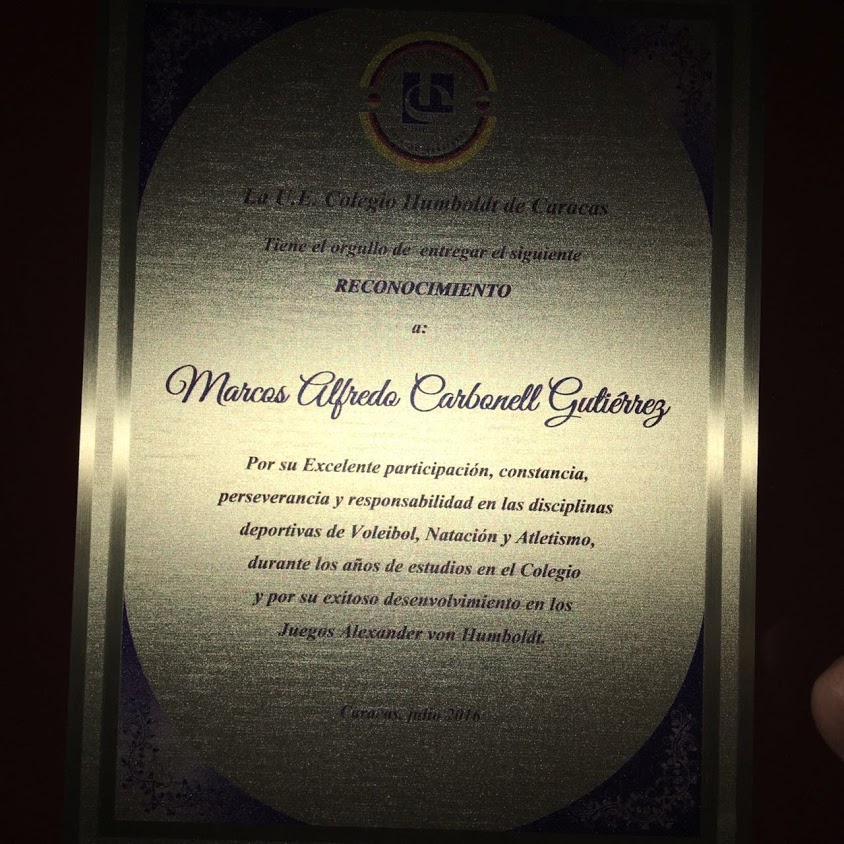 La U.E. Colegio Humboldt de Caracas
Tiene el orgullo de entregar el siguiente
RECONOCIMIENTO
a:
Marcos Alfredo Carbonell Gutiérrez
Por su Excelente participación, constancia,
perseverancia y responsabilidad en las disciplinas
deportivas de Voleibol, Natación y Atletismo,
durante los años de estudios en el Colegio
y por su exitoso desenvolvimiento en los
Juegos Alexander von Humboldt.
Caracas, julio 2016